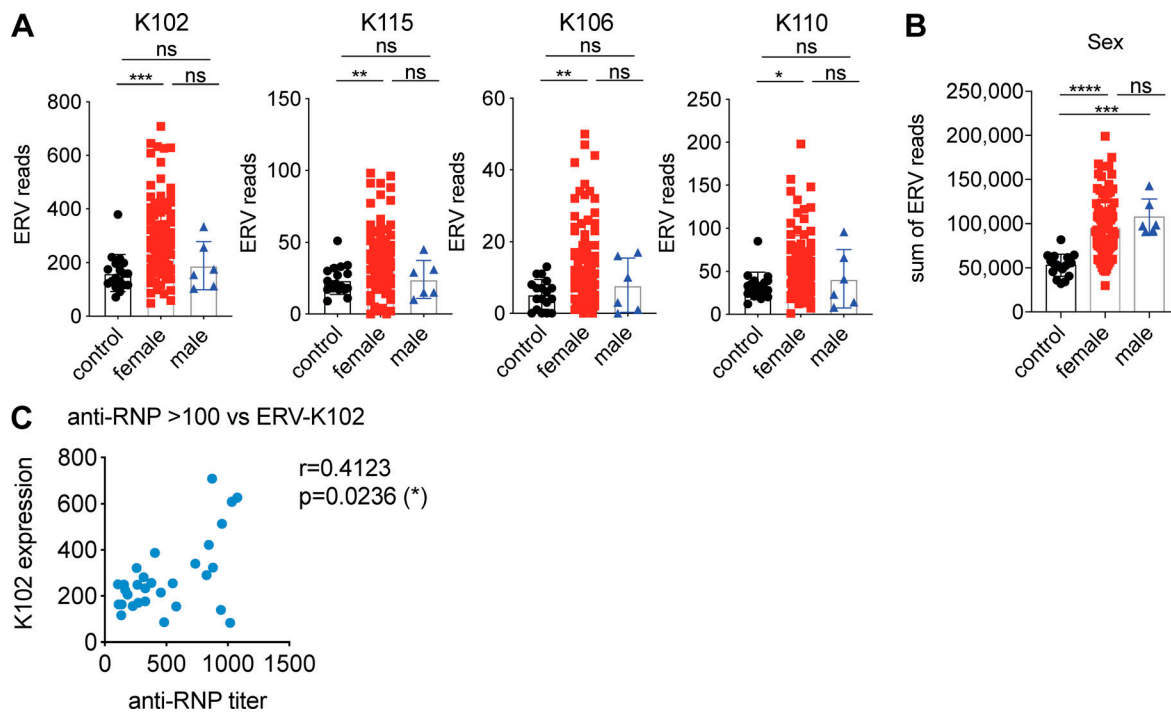 A
K102
ns
***
ns
ERV reads
800
600
400
200
0
control
female
male
K115
ns
**
ns
ERV reads
150
100
50
0
control
female
male
K106
ns
**
ns
ERV reads
60
40
20
0
control
female
male
K110
ns
*
ns
ERV reads
250
200
150
100
50
0
control
female
male
B
Sex
****
ns
***
sum of ERV reads
250,000
200,000
150,000
100,000
50,000
0
control
female
male
C anti-RNP >100 vs ERV-K102
r=0.4123
p=0.0236 (*)
K102 expression
800
600
400
200
0
0 500 1000 1500
anti-RNP titer